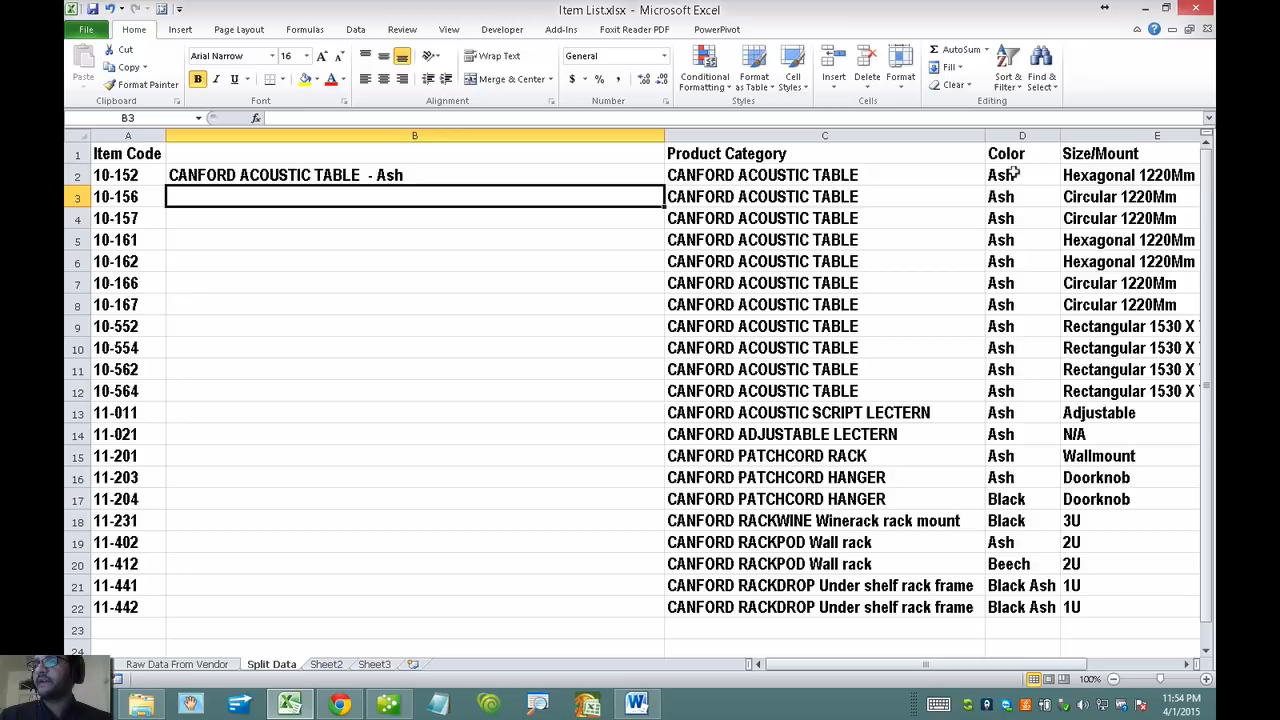 Item List.xlsx - Microsoft Excel
File Home Insert Page Layout Formulas Data Review View Developer Add-Ins Foxit Reader PDF PowerPivot
Paste Cut Copy Format Painter
Arial Narrow 16 Wrap Text General Conditional Formatting Format as Table Cell Styles Insert Delete Format AutoSum Fill Clear Sort & Filter Find & Select
B I U Merge & Center $ % ,
Clipboard Font Alignment Number Styles Cells Editing
B3 fx
A B C D E
1 Item Code Product Category Color Size/Mount
2 10-152 CANFORD ACOUSTIC TABLE - Ash CANFORD ACOUSTIC TABLE Ash Hexagonal 1220Mm
3 10-156 CANFORD ACOUSTIC TABLE Ash Circular 1220Mm
4 10-157 CANFORD ACOUSTIC TABLE Ash Circular 1220Mm
5 10-161 CANFORD ACOUSTIC TABLE Ash Hexagonal 1220Mm
6 10-162 CANFORD ACOUSTIC TABLE Ash Hexagonal 1220Mm
7 10-166 CANFORD ACOUSTIC TABLE Ash Circular 1220Mm
8 10-167 CANFORD ACOUSTIC TABLE Ash Circular 1220Mm
9 10-552 CANFORD ACOUSTIC TABLE Ash Rectangular 1530 X
10 10-554 CANFORD ACOUSTIC TABLE Ash Rectangular 1530 X
11 10-562 CANFORD ACOUSTIC TABLE Ash Rectangular 1530 X
12 10-564 CANFORD ACOUSTIC TABLE Ash Rectangular 1530 X
13 11-011 CANFORD ACOUSTIC SCRIPT LECTERN Ash Adjustable
14 11-021 CANFORD ADJUSTABLE LECTERN Ash N/A
15 11-201 CANFORD PATCHCORD RACK Ash Wallmount
16 11-203 CANFORD PATCHCORD HANGER Ash Doorknob
17 11-204 CANFORD PATCHCORD HANGER Black Doorknob
18 11-231 CANFORD RACKWINE Winerack rack mount Black 3U
19 11-402 CANFORD RACKPOD Wall rack Ash 2U
20 11-412 CANFORD RACKPOD Wall rack Beech 2U
21 11-441 CANFORD RACKDROP Under shelf rack frame Black Ash 1U
22 11-442 CANFORD RACKDROP Under shelf rack frame Black Ash 1U
23
24
Raw Data From Vendor Split Data Sheet2 Sheet3
100%
11:54 PM
4/1/2015